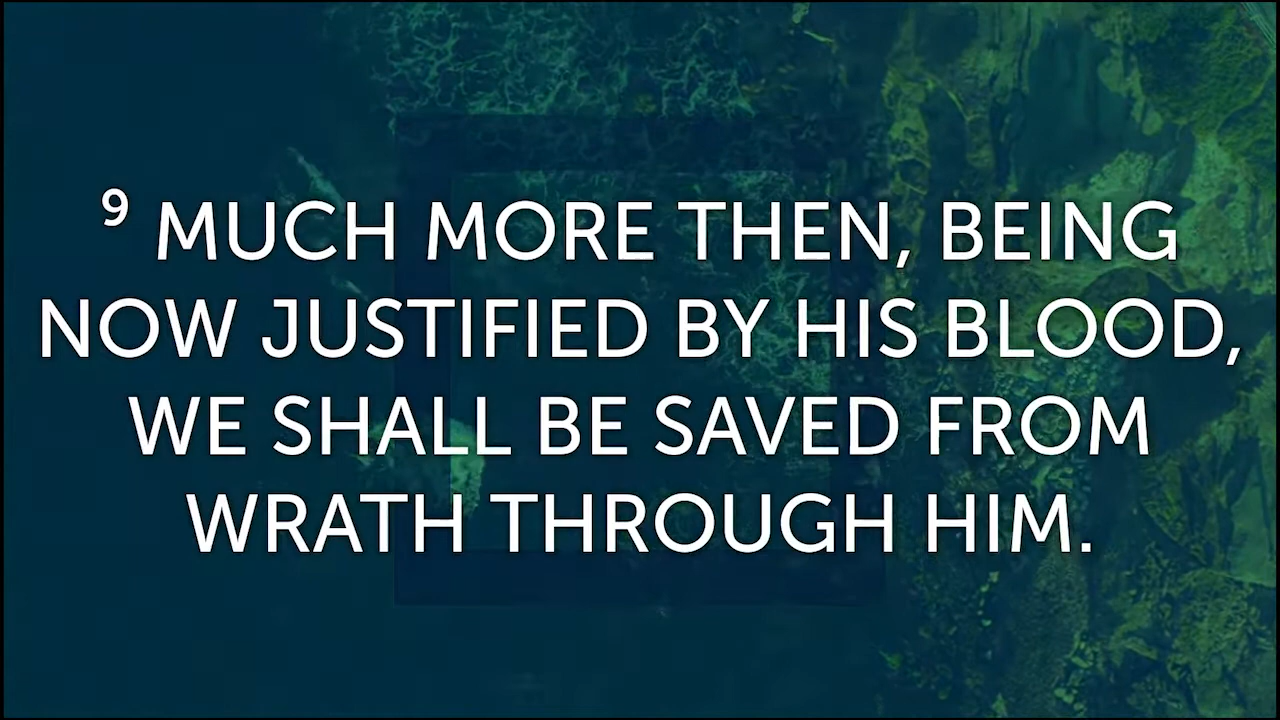 ⁹ MUCH MORE THEN, BEING
NOW JUSTIFIED BY HIS BLOOD,
WE SHALL BE SAVED FROM
WRATH THROUGH HIM.